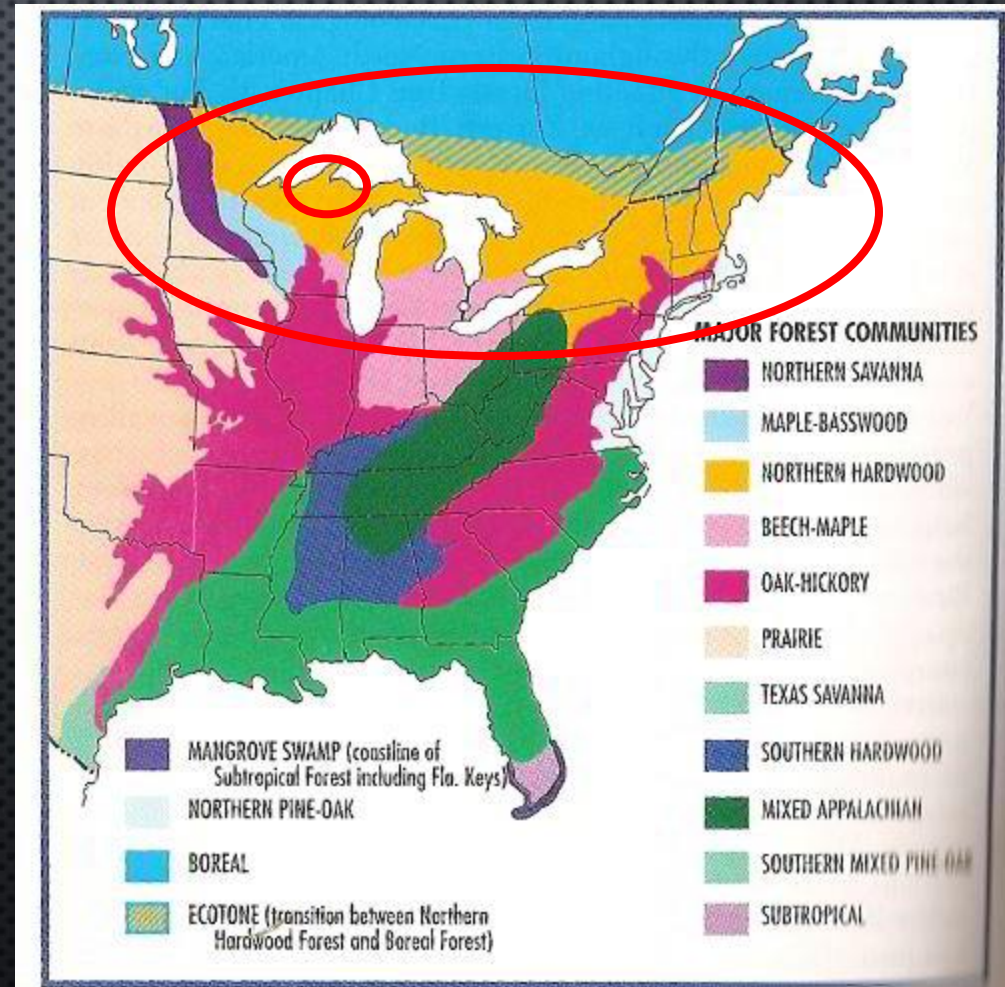 MAJOR FOREST COMMUNITIES
NORTHERN SAVANNA
MAPLE-BASSWOOD
NORTHERN HARDWOOD
BEECH-MAPLE
OAK-HICKORY
PRAIRIE
TEXAS SAVANNA
SOUTHERN HARDWOOD
MIXED APPALACHIAN
SOUTHERN MIXED PINE-OAK
SUBTROPICAL
MANGROVE SWAMP (coastline of
Subtropical Forest including Fla. Keys)
NORTHERN PINE-OAK
BOREAL
ECOTONE (transition between Northern
Hardwood Forest and Boreal Forest)